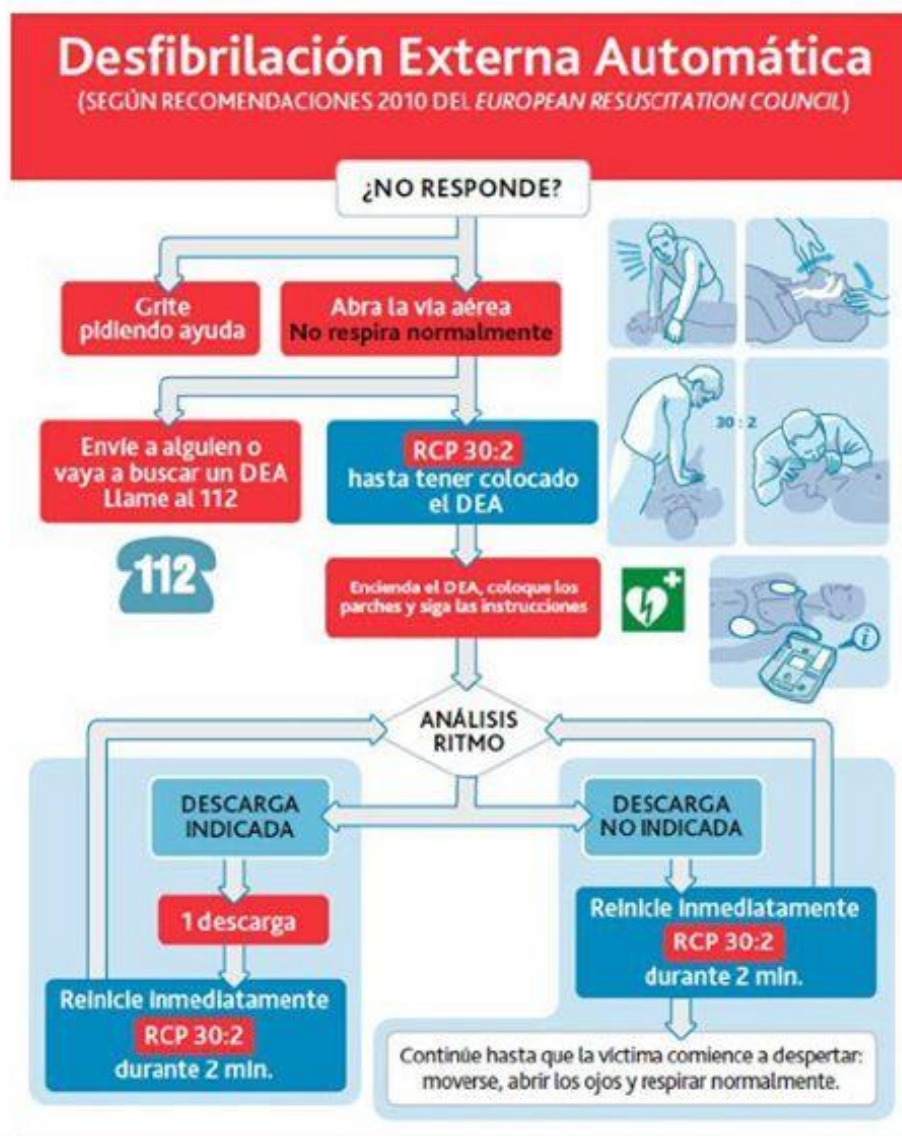 Desfibrilación Externa Automática
(SEGÚN RECOMENDACIONES 2010 DEL EUROPEAN RESUSCITATION COUNCIL)
¿NO RESPONDE?
Grite
pidiendo ayuda
Abra la vía aérea
No respira normalmente
Envíe a alguien o
vaya a buscar un DEA
Llame al 112
RCP 30:2
hasta tener colocado
el DEA
30 : 2
112
Encienda el DEA, coloque los
parches y siga las instrucciones
i
ANÁLISIS
RITMO
DESCARGA
INDICADA
DESCARGA
NO INDICADA
1 descarga
Reinicie inmediatamente
RCP 30:2
durante 2 min.
Reinicie inmediatamente
RCP 30:2
durante 2 min.
Continúe hasta que la víctima comience a despertar:
moverse, abrir los ojos y respirar normalmente.